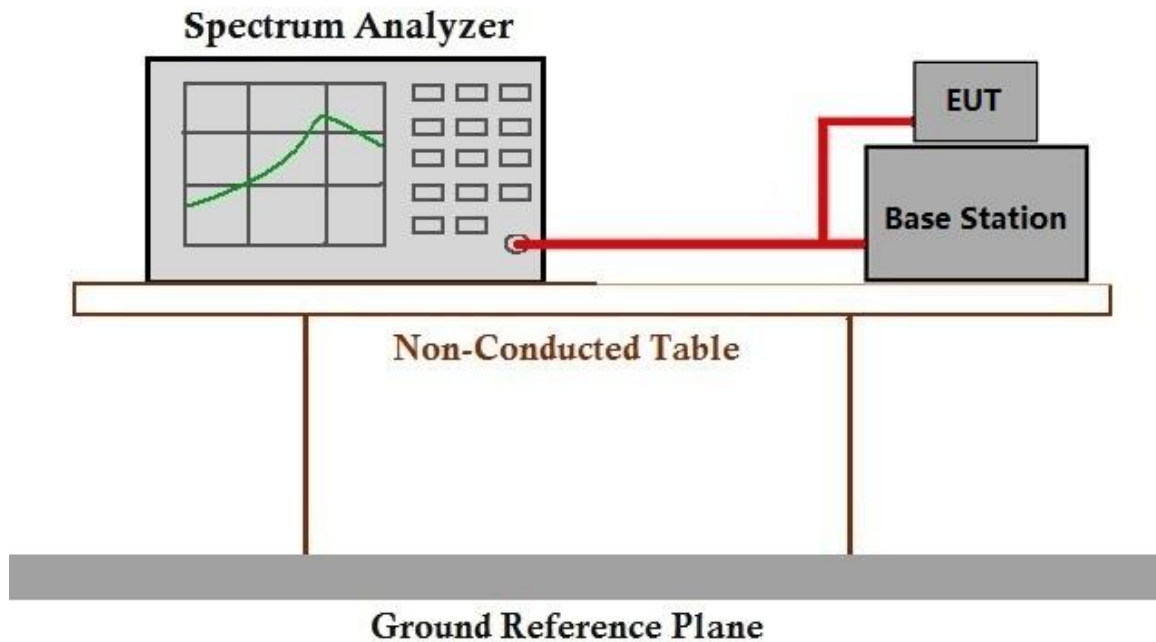 Spectrum Analyzer
EUT
Base Station
Non-Conducted Table
Ground Reference Plane